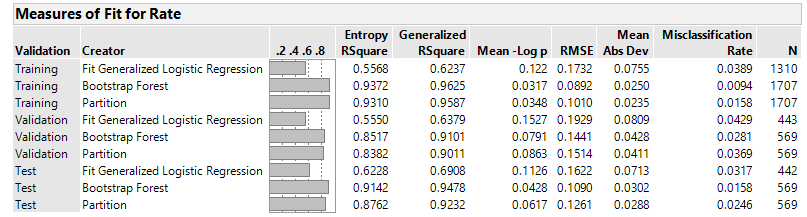 Measures of Fit for Rate
Entropy Generalized Mean Misclassification
Validation Creator .2 .4 .6 .8 RSquare RSquare Mean -Log p RMSE Abs Dev Rate N
Training Fit Generalized Logistic Regression 0.5568 0.6237 0.122 0.1732 0.0755 0.0389 1310
Training Bootstrap Forest 0.9372 0.9625 0.0317 0.0892 0.0250 0.0094 1707
Training Partition 0.9310 0.9587 0.0348 0.1010 0.0235 0.0158 1707
Validation Fit Generalized Logistic Regression 0.5550 0.6379 0.1527 0.1929 0.0809 0.0429 443
Validation Bootstrap Forest 0.8517 0.9101 0.0791 0.1441 0.0428 0.0281 569
Validation Partition 0.8382 0.9011 0.0863 0.1514 0.0411 0.0369 569
Test Fit Generalized Logistic Regression 0.6228 0.6908 0.1126 0.1622 0.0713 0.0317 442
Test Bootstrap Forest 0.9142 0.9478 0.0428 0.1090 0.0302 0.0158 569
Test Partition 0.8762 0.9232 0.0617 0.1261 0.0288 0.0246 569